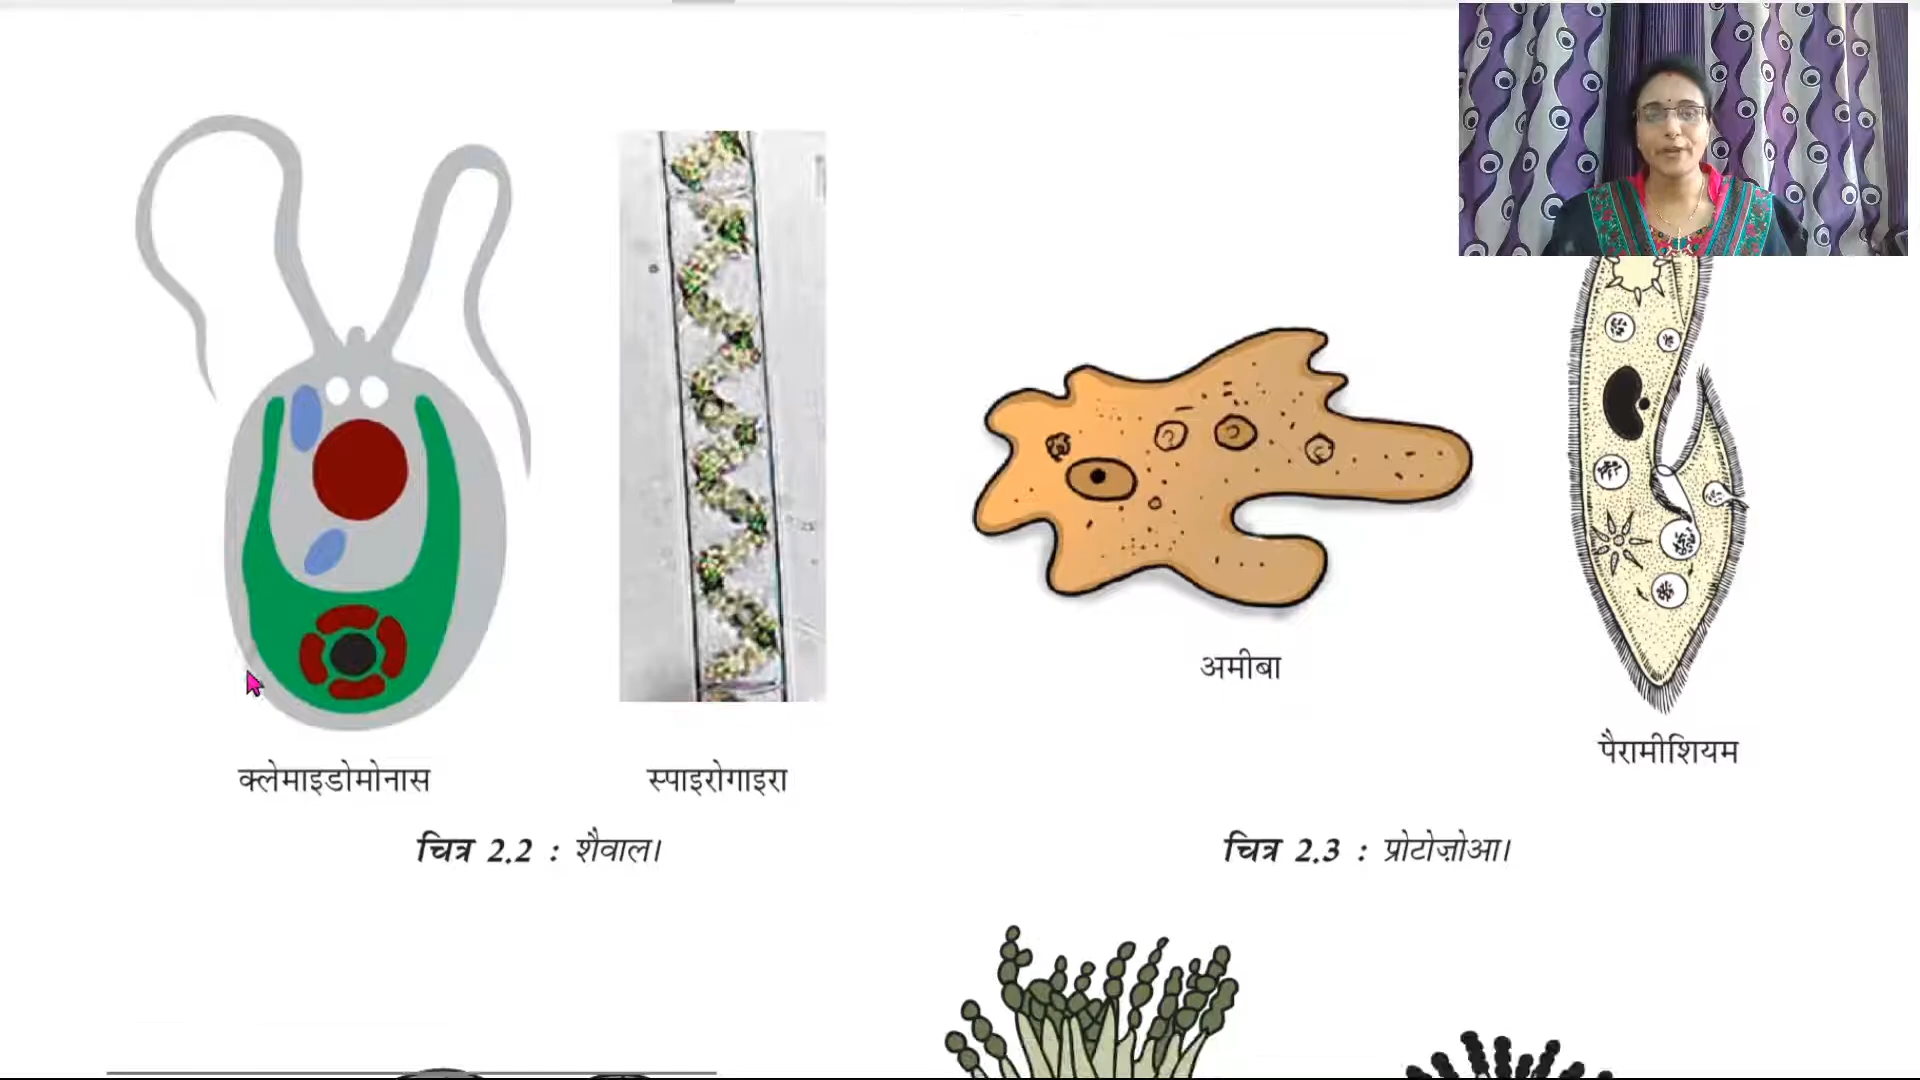 अमीबा
पैरामीशियम
क्लेमाइडोमोनास
स्पाइरोगाइरा
चित्र 2.2 : शैवाल।
चित्र 2.3 : प्रोटोज़ोआ।